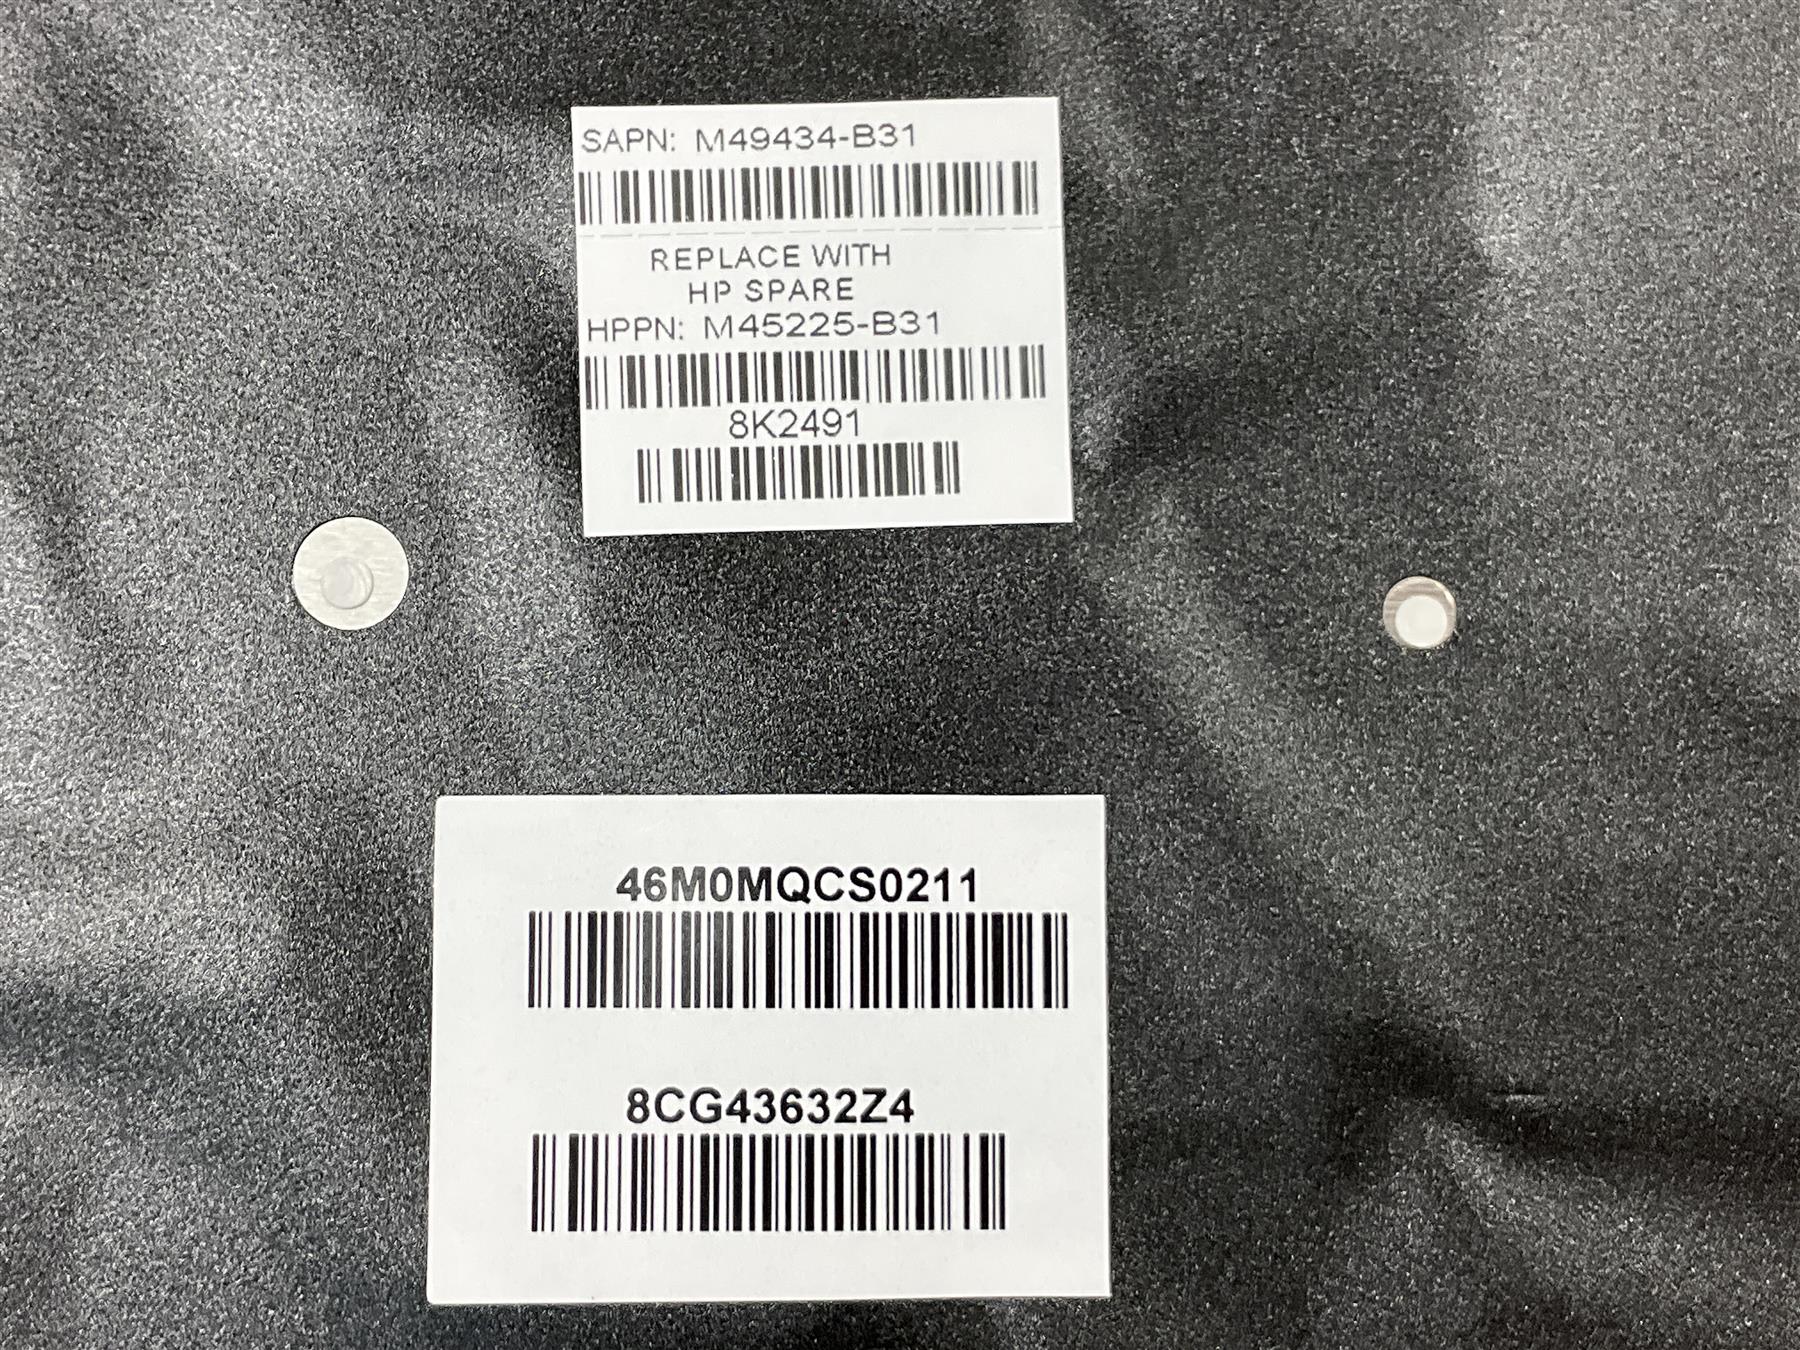 SAPN: M49434-B31
REPLACE WITH
HP SPARE
HPPN: M45225-B31
8K2491
46M0MQCS0211
8CG43632Z4